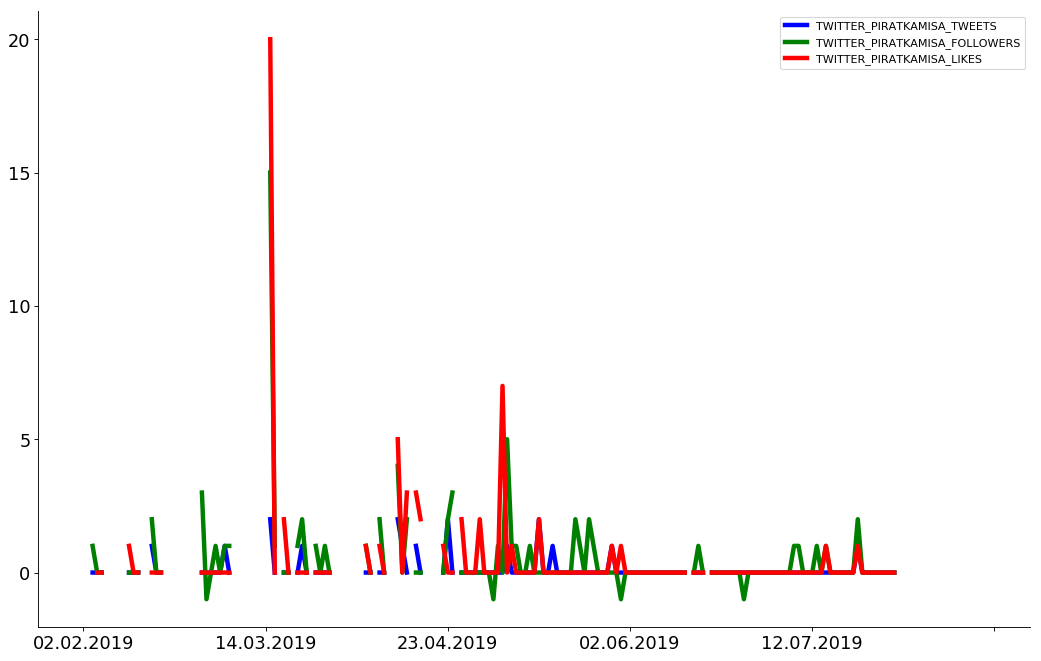 TWITTER_PIRATKAMISA_TWEETS
TWITTER_PIRATKAMISA_FOLLOWERS
TWITTER_PIRATKAMISA_LIKES
20
15
10
5
0
02.02.2019 14.03.2019 23.04.2019 02.06.2019 12.07.2019